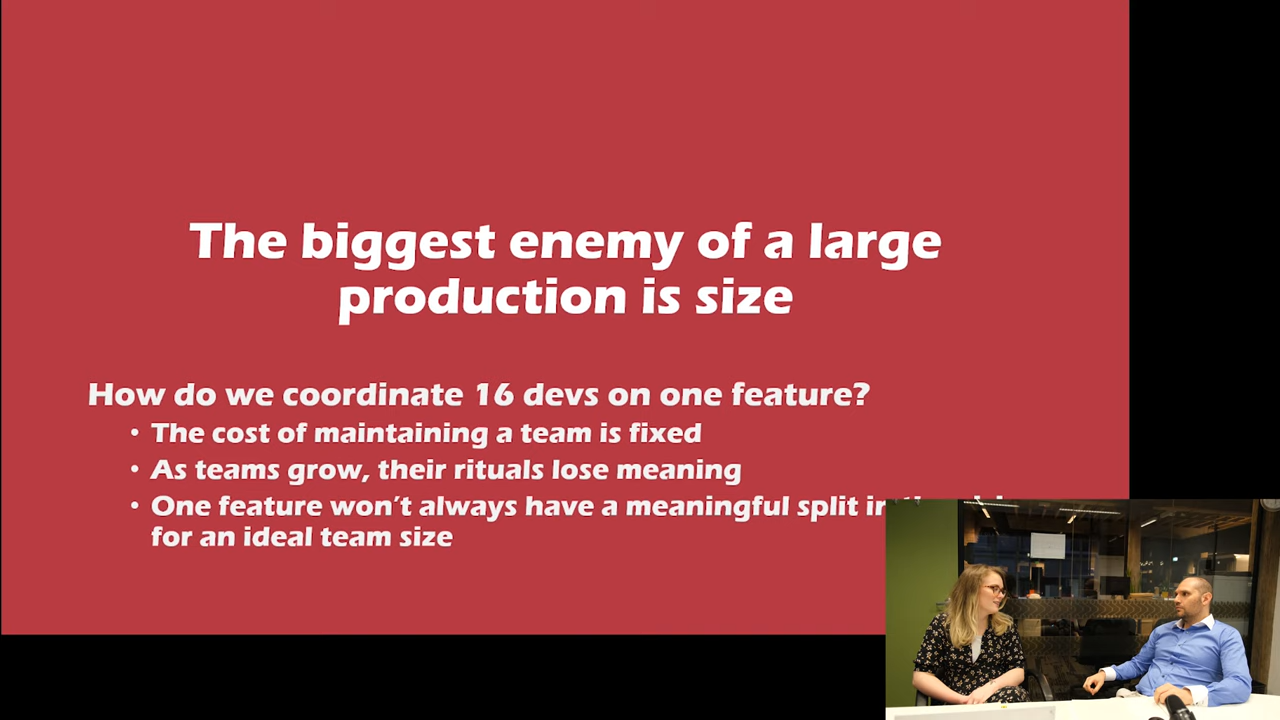 The biggest enemy of a large
production is size
How do we coordinate 16 devs on one feature?
• The cost of maintaining a team is fixed
• As teams grow, their rituals lose meaning
• One feature won't always have a meaningful split in
for an ideal team size